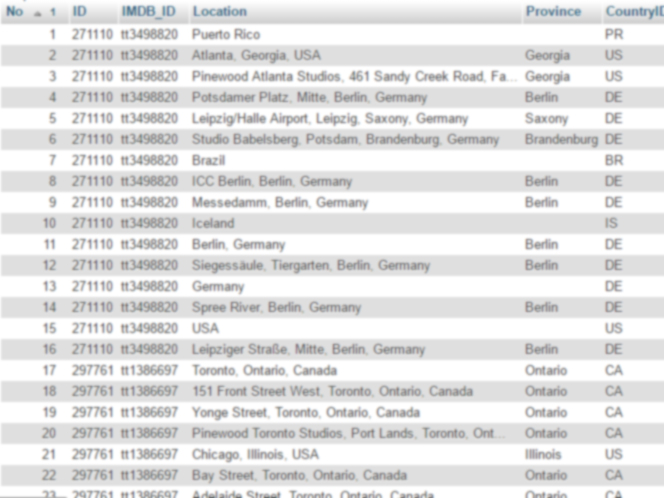 No 1 ID IMDB_ID Location Province CountryID
1 271110 tt3498820 Puerto Rico PR
2 271110 tt3498820 Atlanta, Georgia, USA Georgia US
3 271110 tt3498820 Pinewood Atlanta Studios, 461 Sandy Creek Road, Fa... Georgia US
4 271110 tt3498820 Potsdamer Platz, Mitte, Berlin, Germany Berlin DE
5 271110 tt3498820 Leipzig/Halle Airport, Leipzig, Saxony, Germany Saxony DE
6 271110 tt3498820 Studio Babelsberg, Potsdam, Brandenburg, Germany Brandenburg DE
7 271110 tt3498820 Brazil BR
8 271110 tt3498820 ICC Berlin, Berlin, Germany Berlin DE
9 271110 tt3498820 Messedamm, Berlin, Germany Berlin DE
10 271110 tt3498820 Iceland IS
11 271110 tt3498820 Berlin, Germany Berlin DE
12 271110 tt3498820 Siegessäule, Tiergarten, Berlin, Germany Berlin DE
13 271110 tt3498820 Germany DE
14 271110 tt3498820 Spree River, Berlin, Germany Berlin DE
15 271110 tt3498820 USA US
16 271110 tt3498820 Leipziger Straße, Mitte, Berlin, Germany Berlin DE
17 297761 tt1386697 Toronto, Ontario, Canada Ontario CA
18 297761 tt1386697 151 Front Street West, Toronto, Ontario, Canada Ontario CA
19 297761 tt1386697 Yonge Street, Toronto, Ontario, Canada Ontario CA
20 297761 tt1386697 Pinewood Toronto Studios, Port Lands, Toronto, Ont... Ontario CA
21 297761 tt1386697 Chicago, Illinois, USA Illinois US
22 297761 tt1386697 Bay Street, Toronto, Ontario, Canada Ontario CA
23 297761 tt1386697 Adelaide Street, Toronto, Ontario, Canada Ontario CA